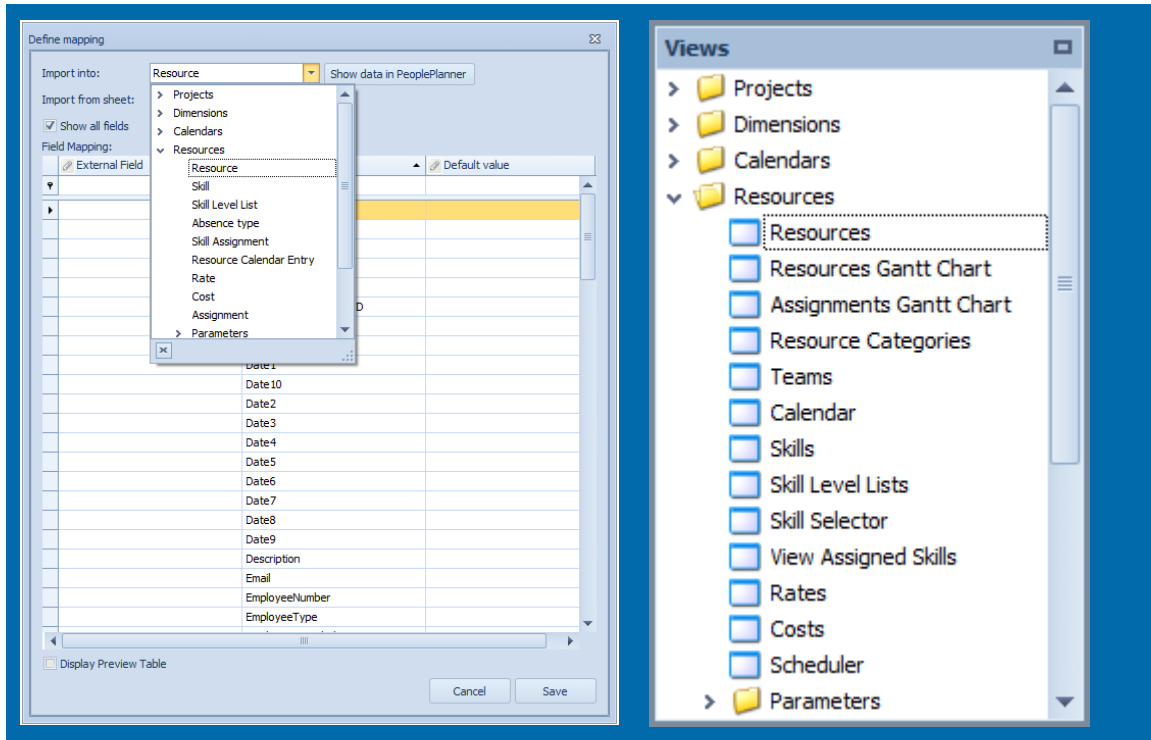 Define mapping
Import into:
Resource
Show data in PeoplePlanner
Import from sheet:
Show all fields
Field Mapping:
External Field
Default value
Projects
Dimensions
Calendars
Resources
Resource
Skill
Skill Level List
Absence type
Skill Assignment
Resource Calendar Entry
Rate
Cost
Assignment
Parameters
D
Date1
Date10
Date2
Date3
Date4
Date5
Date6
Date7
Date8
Date9
Description
Email
EmployeeNumber
EmployeeType
Display Preview Table
Cancel
Save
Views
Projects
Dimensions
Calendars
Resources
Resources
Resources Gantt Chart
Assignments Gantt Chart
Resource Categories
Teams
Calendar
Skills
Skill Level Lists
Skill Selector
View Assigned Skills
Rates
Costs
Scheduler
Parameters